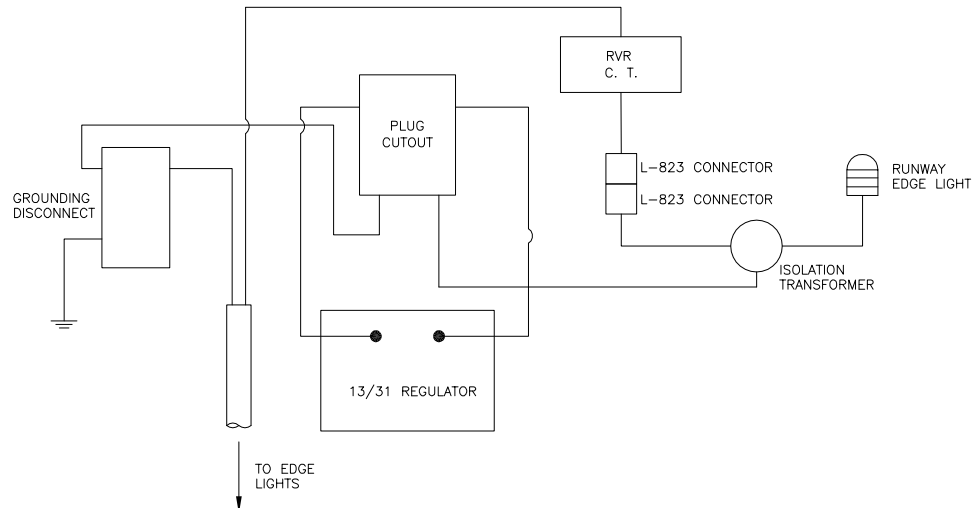 RVR
C. T.
PLUG
CUTOUT
L-823 CONNECTOR
L-823 CONNECTOR
RUNWAY
EDGE LIGHT
GROUNDING
DISCONNECT
ISOLATION
TRANSFORMER
13/31 REGULATOR
TO EDGE
LIGHTS